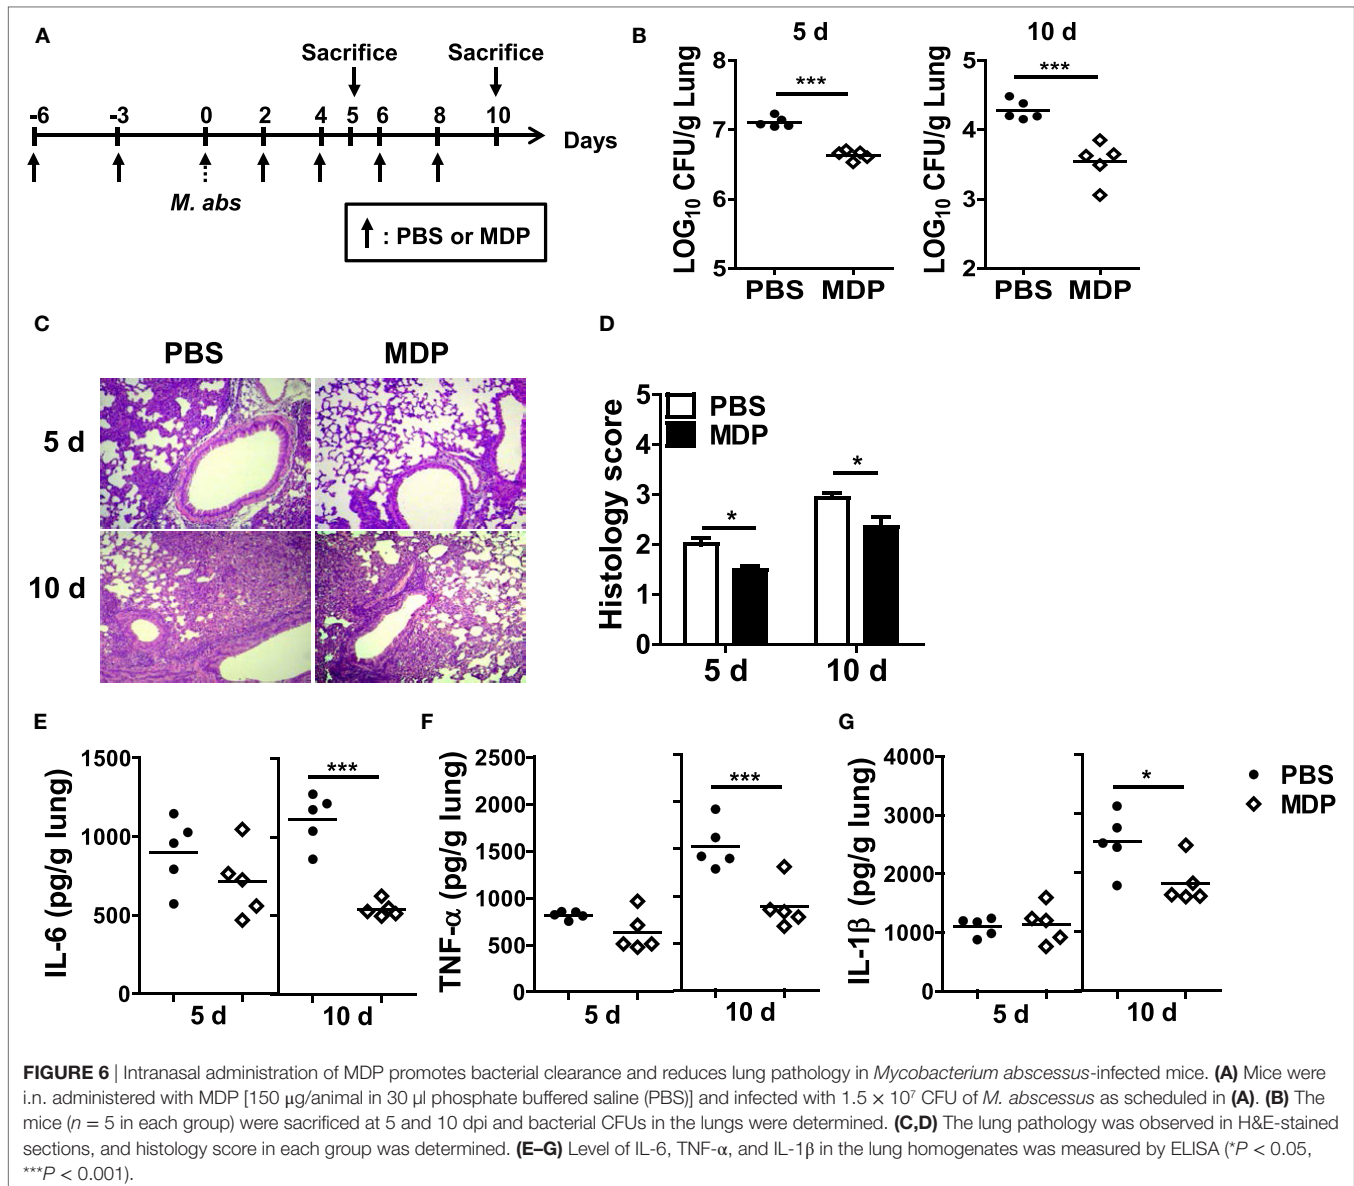 A
Sacrifice Sacrifice
-6 -3 0 2 4 5 6 8 10
Days
M. abs
: PBS or MDP
B
5 d
LOG10 CFU/g Lung
8
7
6
5
***
PBS MDP
10 d
LOG10 CFU/g Lung
5
4
3
2
***
PBS MDP
C
PBS MDP
5 d
10 d
D
Histology score
5
4
3
2
1
0
PBS
MDP
*
*
5 d 10 d
E
IL-6 (pg/g lung)
1500
1000
500
0
***
5 d 10 d
F
TNF-α (pg/g lung)
2500
2000
1500
1000
500
0
***
5 d 10 d
G
IL-1β (pg/g lung)
4000
3000
2000
1000
0
*
5 d 10 d
PBS
MDP
FIGURE 6 | Intranasal administration of MDP promotes bacterial clearance and reduces lung pathology in Mycobacterium abscessus-infected mice. (A) Mice were
i.n. administered with MDP [150 μg/animal in 30 μl phosphate buffered saline (PBS)] and infected with 1.5 × 10⁷ CFU of M. abscessus as scheduled in (A). (B) The
mice (n = 5 in each group) were sacrificed at 5 and 10 dpi and bacterial CFUs in the lungs were determined. (C,D) The lung pathology was observed in H&E-stained
sections, and histology score in each group was determined. (E–G) Level of IL-6, TNF-α, and IL-1β in the lung homogenates was measured by ELISA (*P < 0.05,
***P < 0.001).